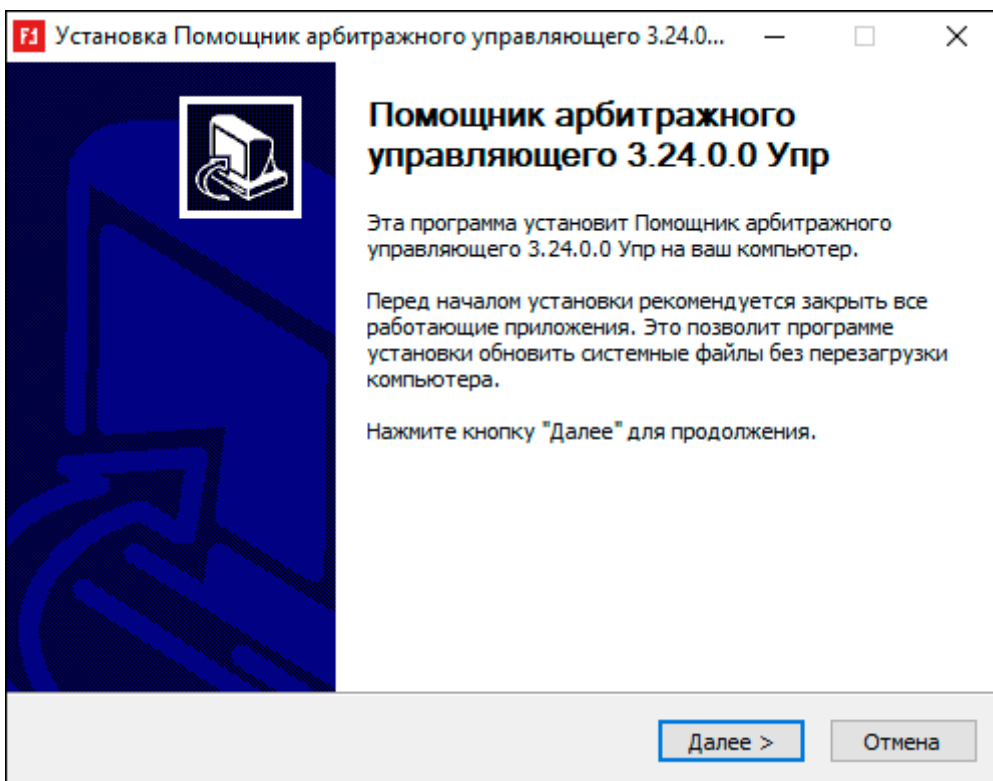 Установка Помощник арбитражного управляющего 3.24.0...
Помощник арбитражного
управляющего 3.24.0.0 Упр
Эта программа установит Помощник арбитражного
управляющего 3.24.0.0 Упр на ваш компьютер.
Перед началом установки рекомендуется закрыть все
работающие приложения. Это позволит программе
установки обновить системные файлы без перезагрузки
компьютера.
Нажмите кнопку "Далее" для продолжения.
Далее >
Отмена